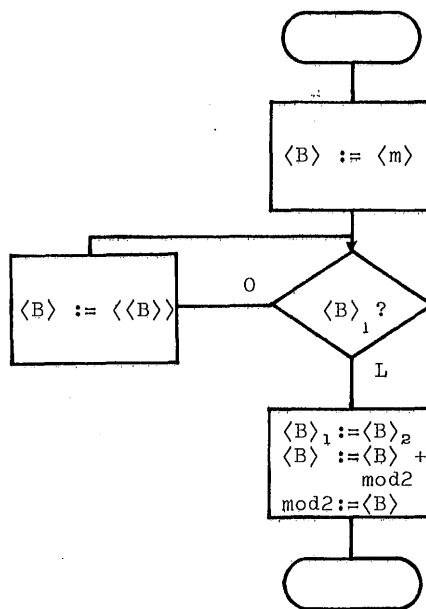 ⟨B⟩ := ⟨m⟩
⟨B⟩ := ⟨⟨B⟩⟩
O
⟨B⟩₁ ?
L
⟨B⟩₁:=⟨B⟩₂
⟨B⟩ :=⟨B⟩ +
mod2
mod2:=⟨B⟩